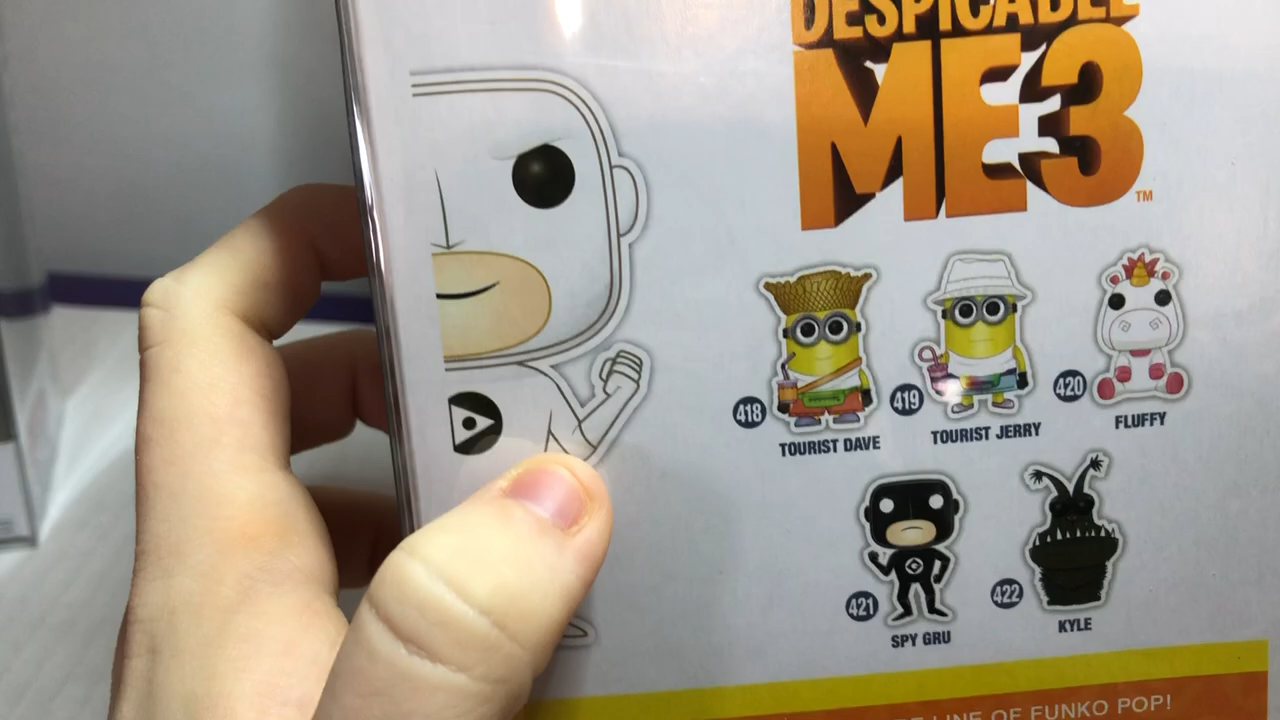 DESPICABLE
ME3
TM
418
TOURIST DAVE
419
TOURIST JERRY
420
FLUFFY
421
SPY GRU
422
KYLE
LINE OF FUNKO POP!